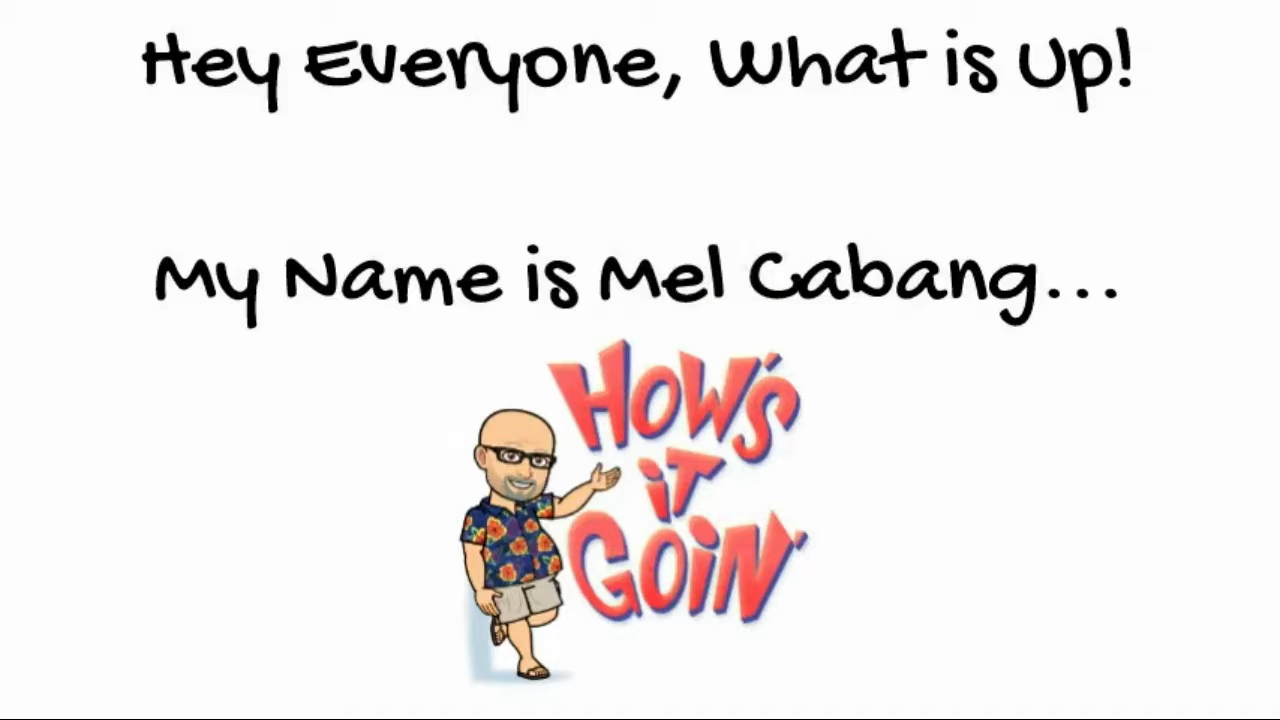 Hey Everyone, What is Up!
My Name is Mel Cabang...
HOW'S
iT
GOiN'